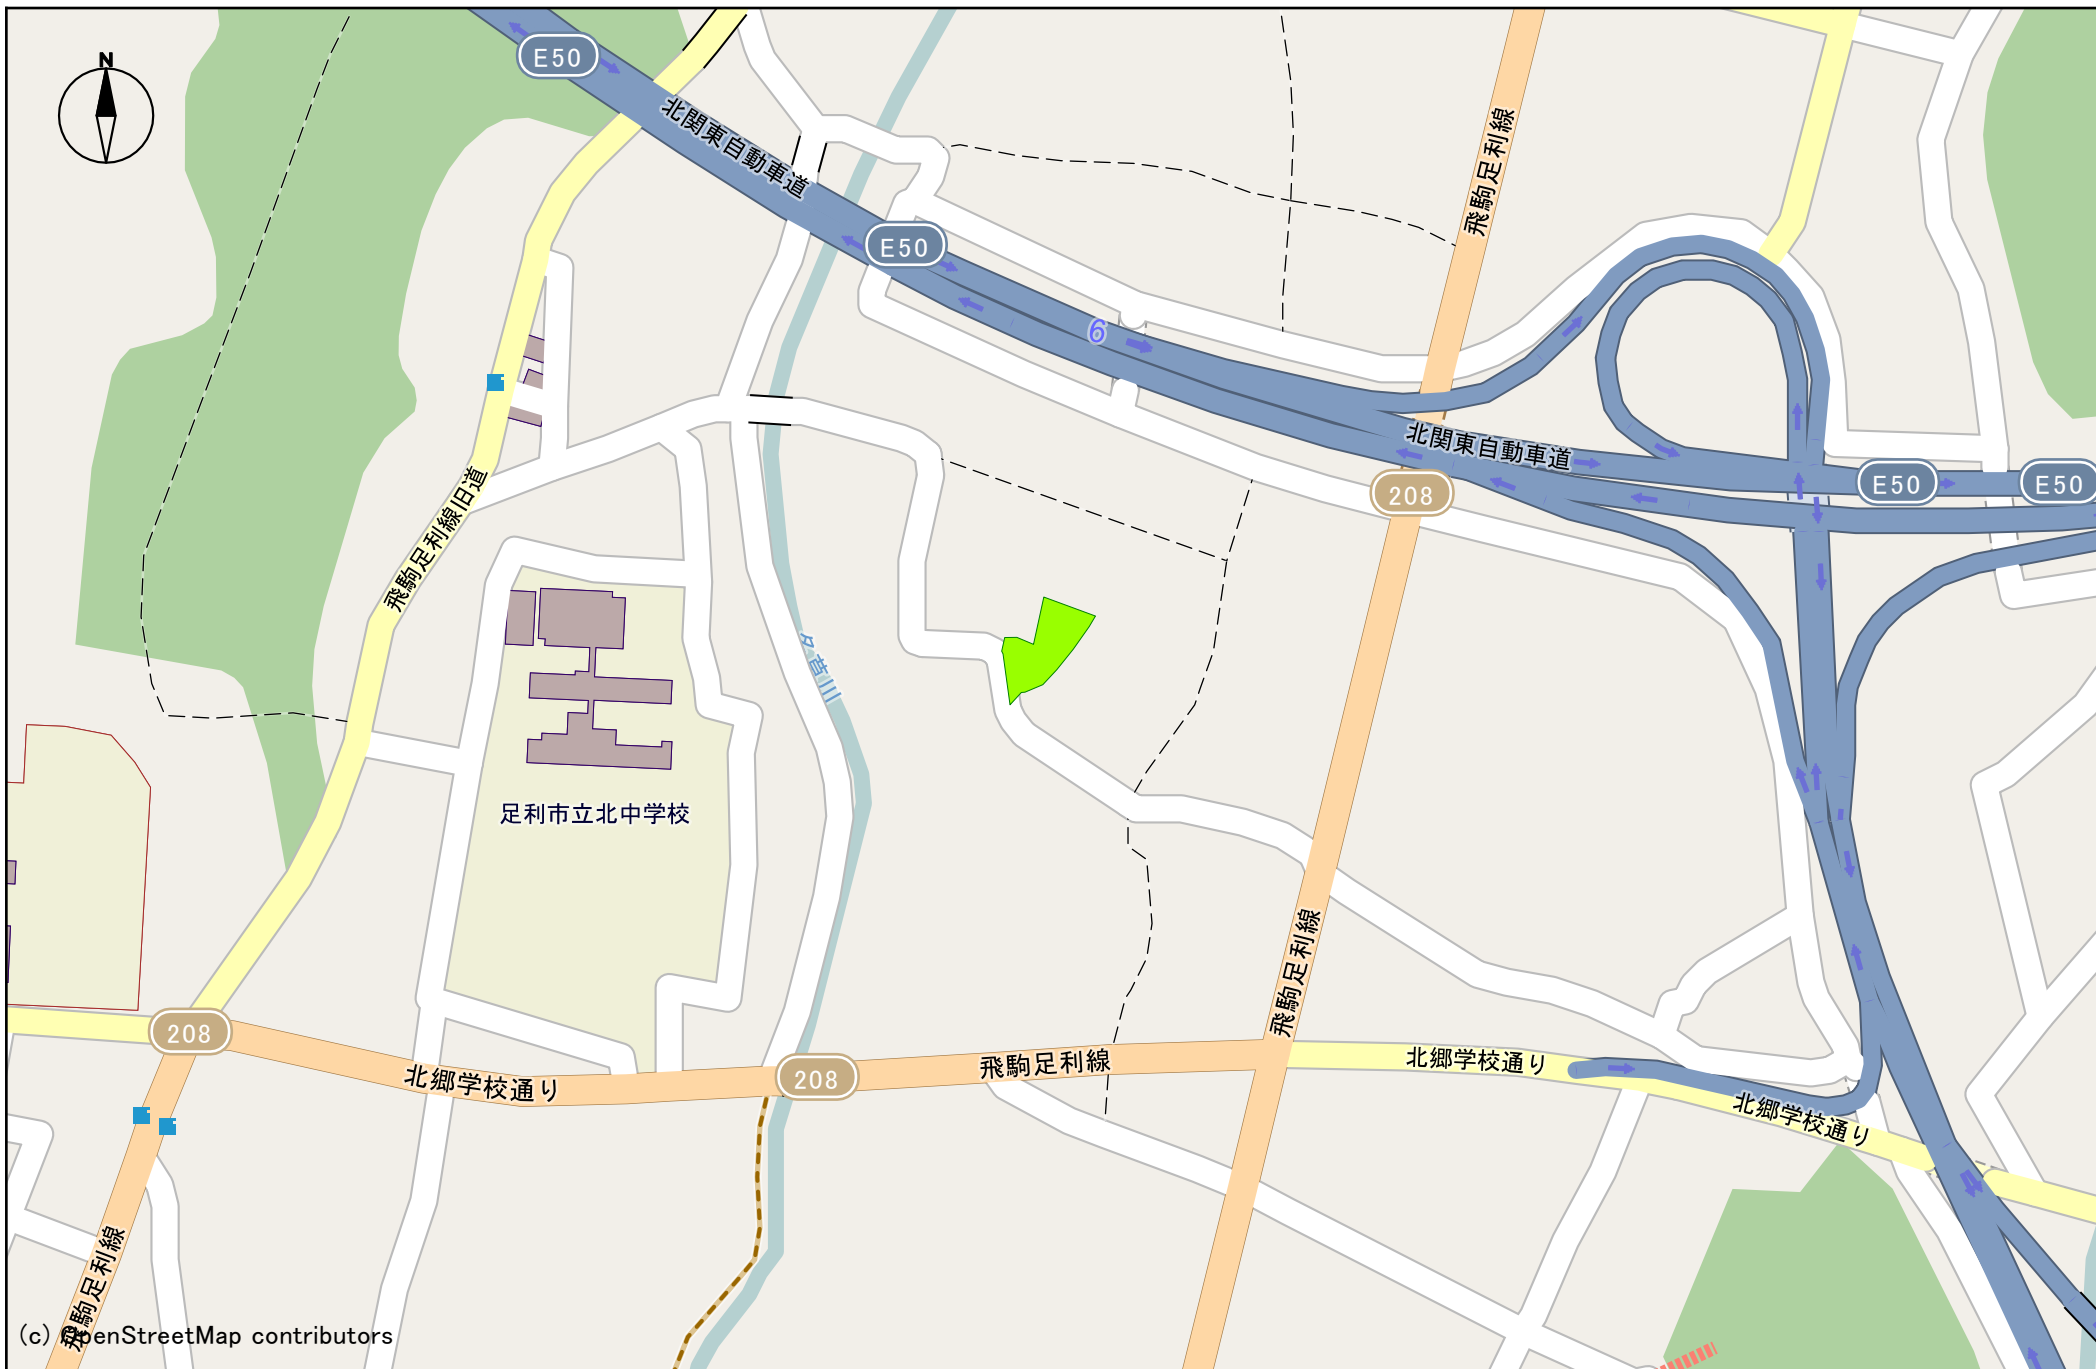 N
E50
北関東自動車道
飛駒足利線
E50
6
北関東自動車道
208
E50
E50
飛駒足利線旧道
名草川
足利市立北中学校
飛駒足利線
208
北郷学校通り
208
飛駒足利線
北郷学校通り
北郷学校通り
飛駒足利線
(c) OpenStreetMap contributors